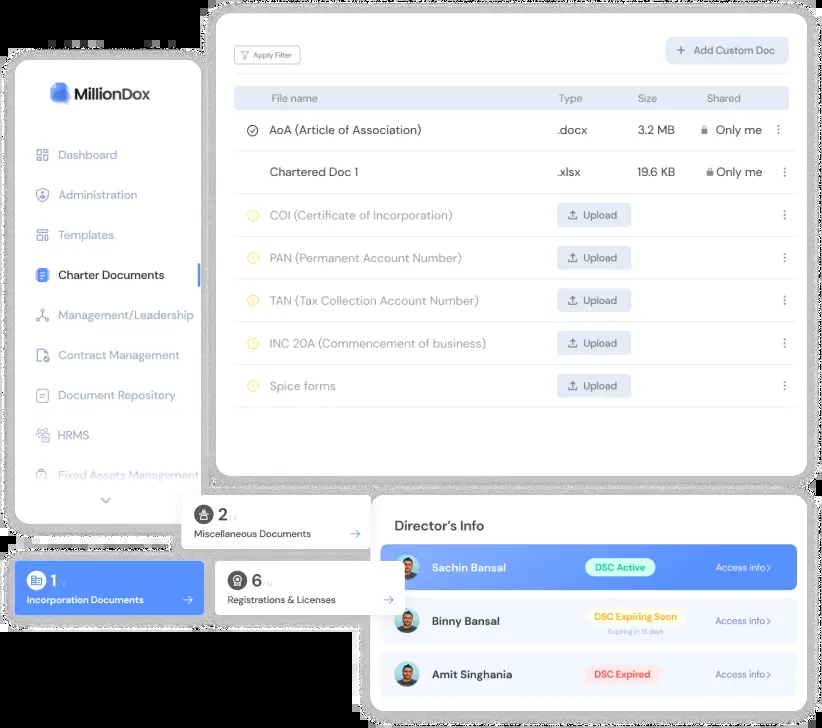 MillionDox
Dashboard
Administration
Templates
Charter Documents
Management/Leadership
Contract Management
Document Repository
HRMS
Fixed Assets Management
Apply Filter
+ Add Custom Doc
File name Type Size Shared
AoA (Article of Association) .docx 3.2 MB Only me
Chartered Doc 1 .xlsx 19.6 KB Only me
COI (Certificate of Incorporation) Upload
PAN (Permanent Account Number) Upload
TAN (Tax Collection Account Number) Upload
INC 20A (Commencement of business) Upload
Spice forms Upload
2
Miscellaneous Documents
1
Incorporation Documents
6
Registrations & Licenses
Director's Info
Sachin Bansal DSC Active Access info
Binny Bansal DSC Expiring Soon Access info
Expiring in 15 days
Amit Singhania DSC Expired Access info